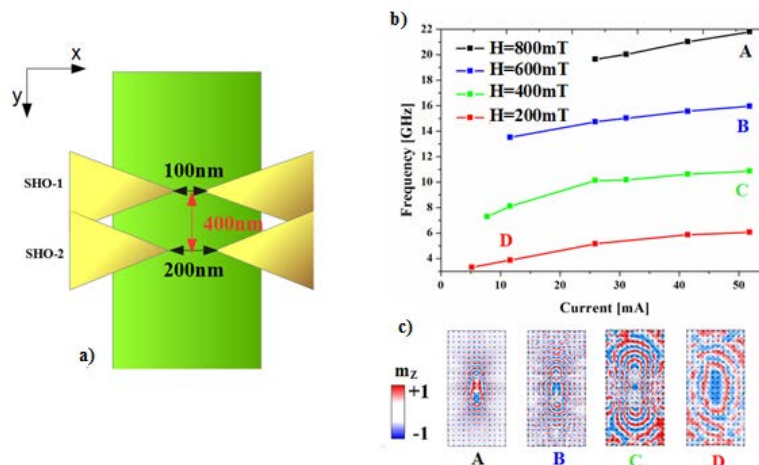 x
y
SHO-1
100nm
400nm
SHO-2
200nm
a)
b)
22
20
18
16
14
12
10
8
6
4
Frequency [GHz]
H=800mT
H=600mT
H=400mT
H=200mT
A
B
C
D
0
10
20
30
40
50
Current [mA]
c)
mZ
+1
-1
A
B
C
D